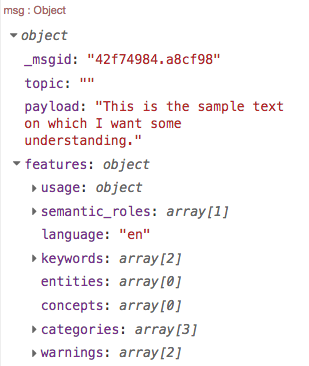 msg : Object
object
_msgid: "42f74984.a8cf98"
topic: ""
payload: "This is the sample text
on which I want some
understanding."
features: object
usage: object
semantic_roles: array[1]
language: "en"
keywords: array[2]
entities: array[0]
concepts: array[0]
categories: array[3]
warnings: array[2]